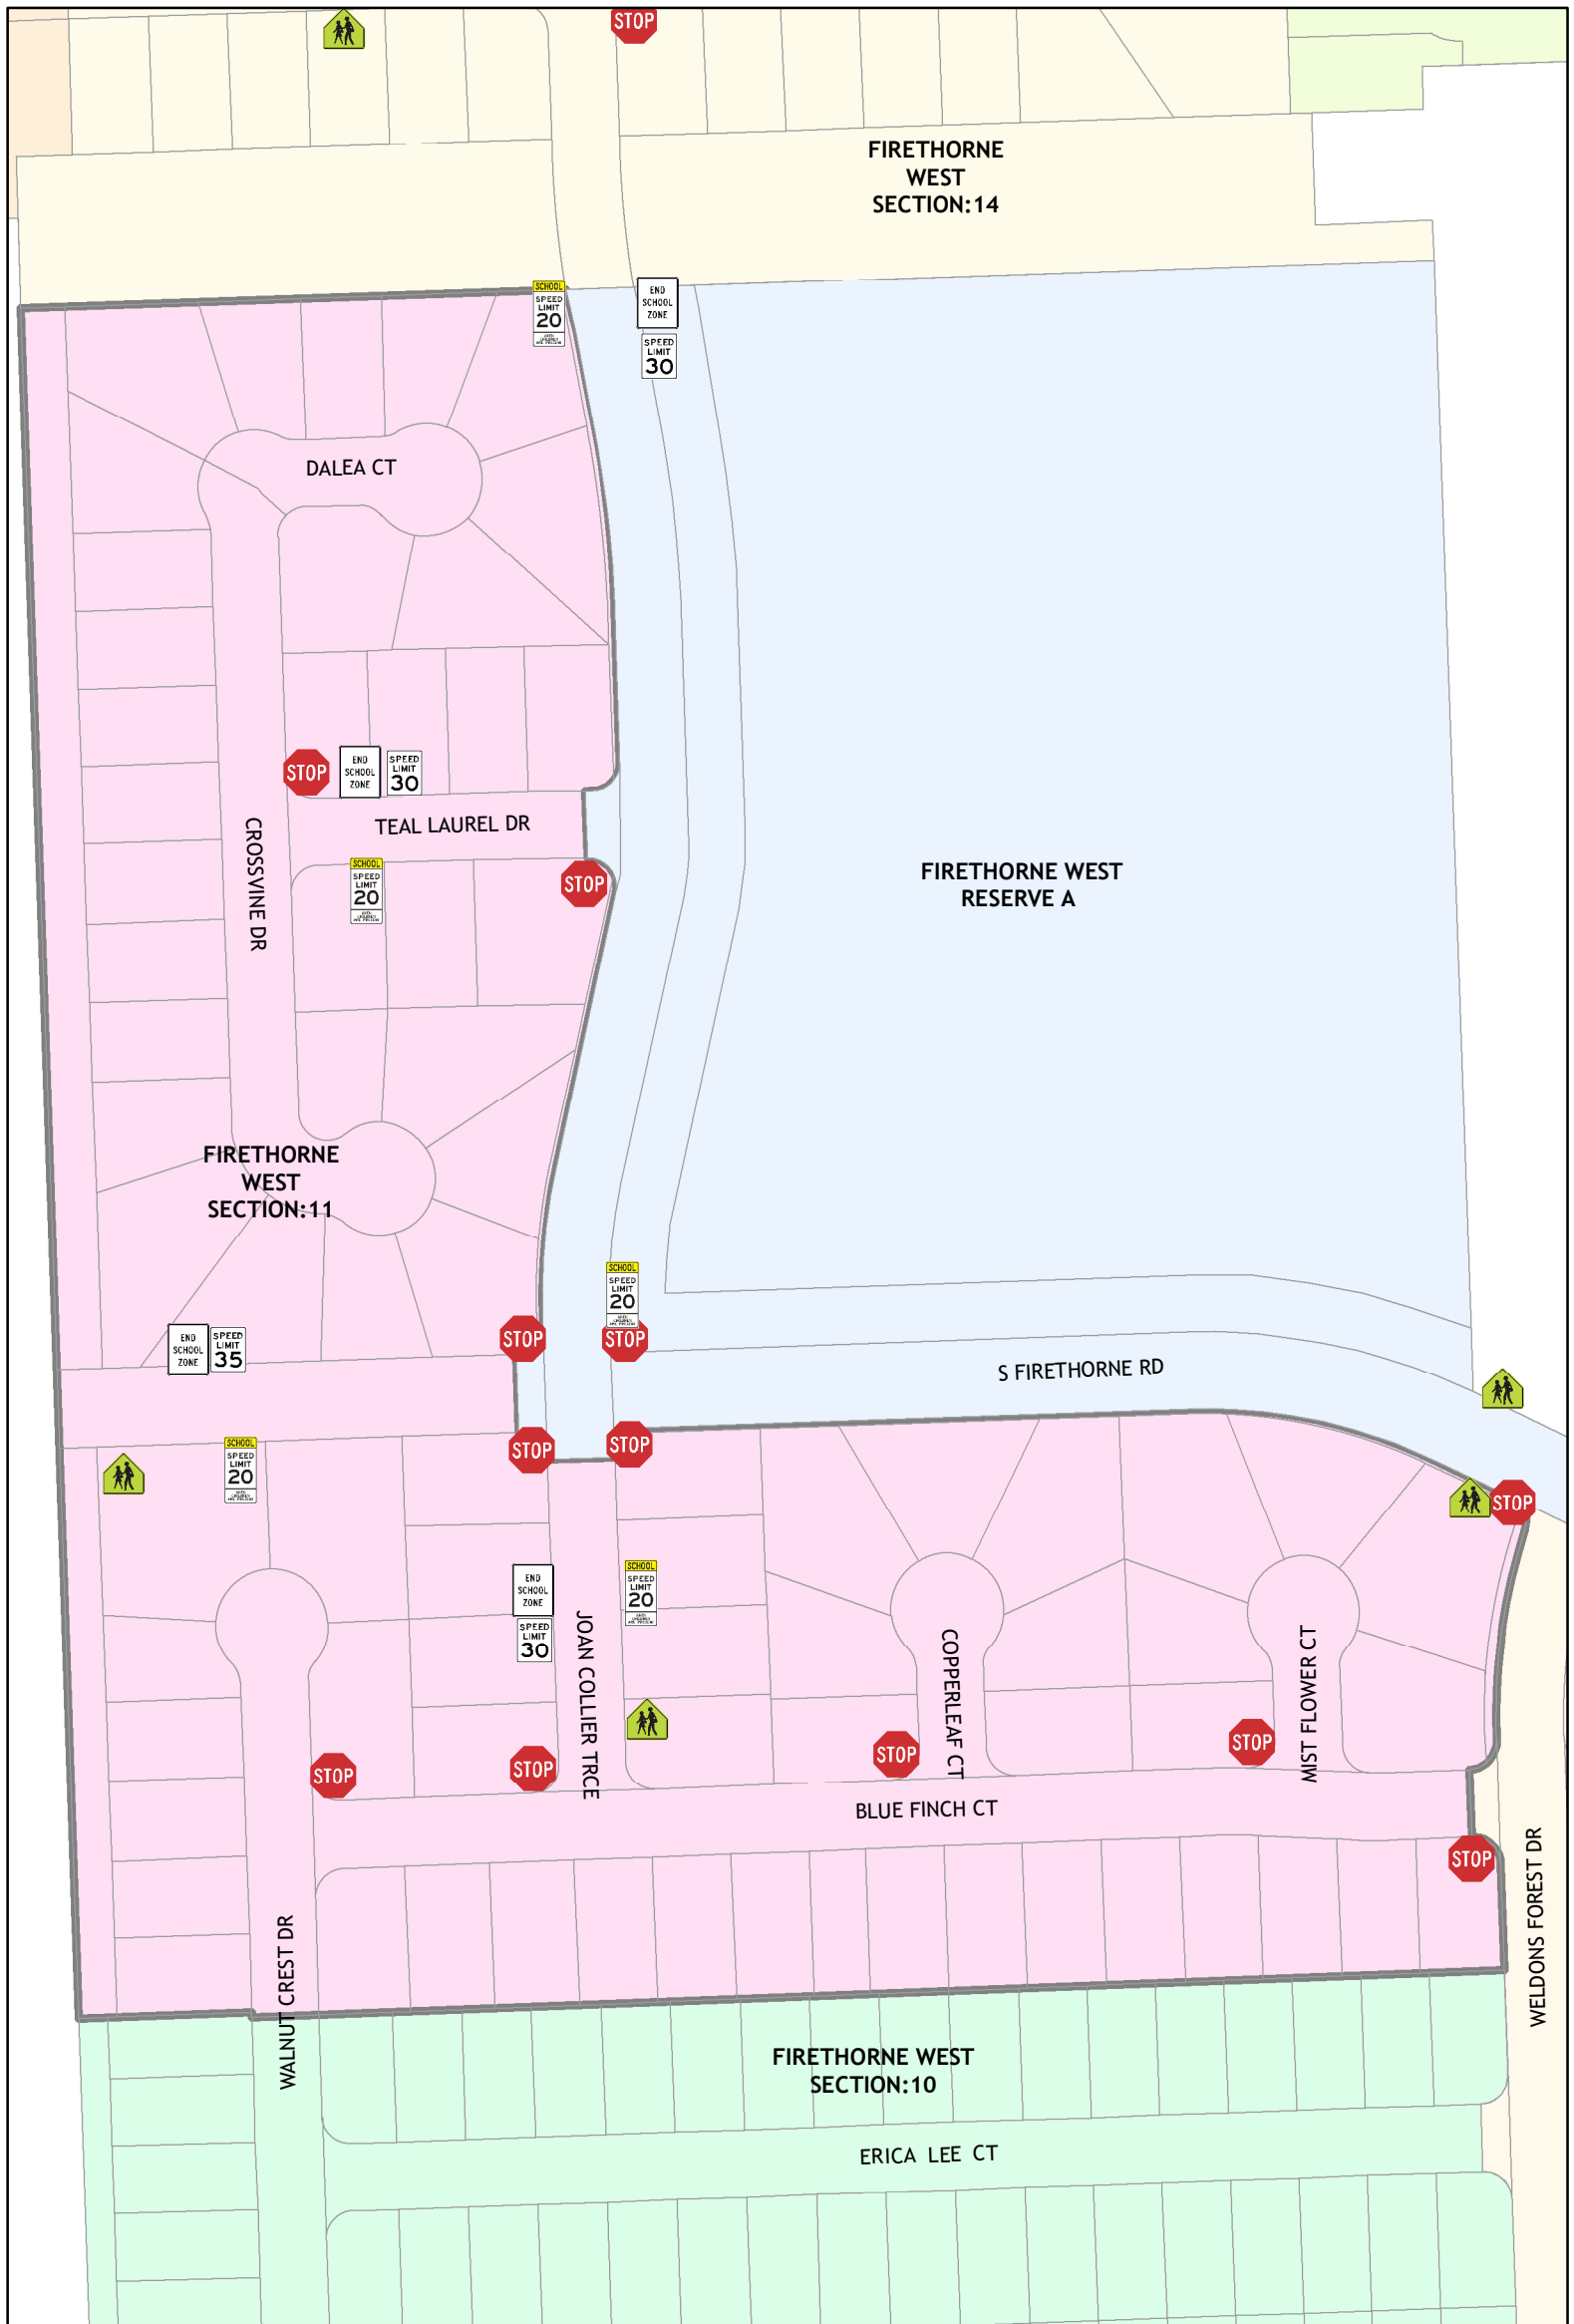 STOP
FIRETHORNE
WEST
SECTION:14
SCHOOL
SPEED
LIMIT
20
END
SCHOOL
ZONE
SPEED
LIMIT
30
DALEA CT
STOP
END
SCHOOL
ZONE
SPEED
LIMIT
30
TEAL LAUREL DR
CROSSVINE DR
SCHOOL
SPEED
LIMIT
20
STOP
FIRETHORNE WEST
RESERVE A
FIRETHORNE
WEST
SECTION:11
SCHOOL
SPEED
LIMIT
20
STOP
STOP
END
SCHOOL
ZONE
SPEED
LIMIT
35
S FIRETHORNE RD
STOP
STOP
SCHOOL
SPEED
LIMIT
20
STOP
END
SCHOOL
ZONE
SPEED
LIMIT
30
SCHOOL
SPEED
LIMIT
20
JOAN COLLIER TRCE
COPPERLEAF CT
MIST FLOWER CT
STOP
STOP
STOP
STOP
BLUE FINCH CT
STOP
WELDONS FOREST DR
WALNUT CREST DR
FIRETHORNE WEST
SECTION:10
ERICA LEE CT